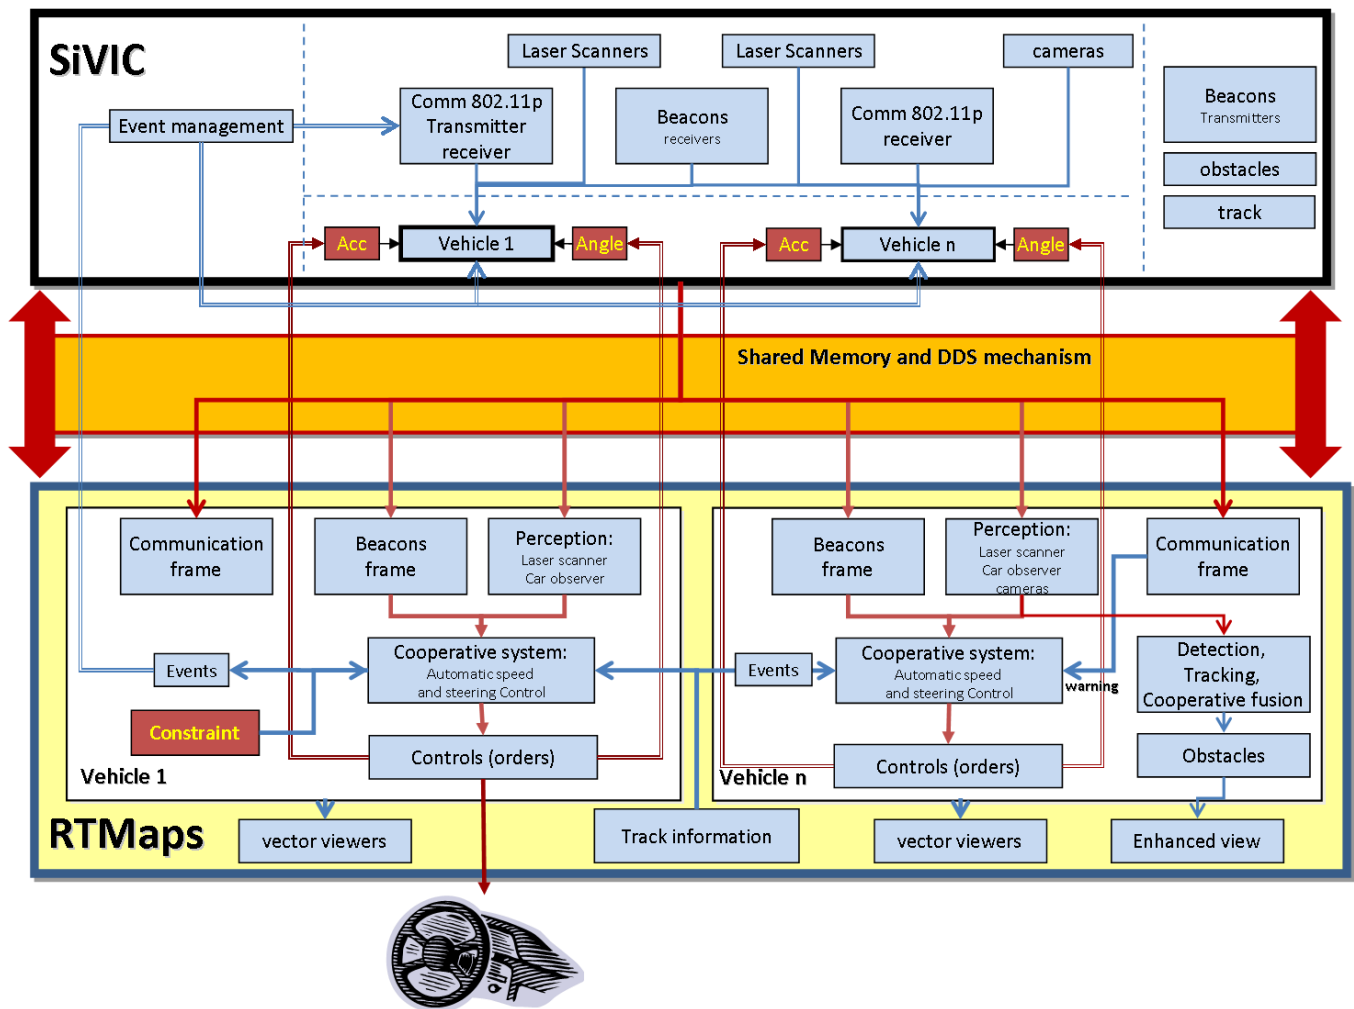 SiVIC
Laser Scanners
Laser Scanners
cameras
Event management
Comm 802.11p
Transmitter
receiver
Beacons
receivers
Comm 802.11p
receiver
Beacons
Transmitters
obstacles
track
Acc
Vehicle 1
Angle
Acc
Vehicle n
Angle
Shared Memory and DDS mechanism
Communication
frame
Beacons
frame
Perception:
Laser scanner
Car observer
Beacons
frame
Perception:
Laser scanner
Car observer
cameras
Communication
frame
Events
Cooperative system:
Automatic speed
and steering Control
Events
Cooperative system:
Automatic speed
and steering Control
warning
Detection,
Tracking,
Cooperative fusion
Constraint
Controls (orders)
Vehicle 1
Controls (orders)
Vehicle n
Obstacles
RTMaps
vector viewers
Track information
vector viewers
Enhanced view